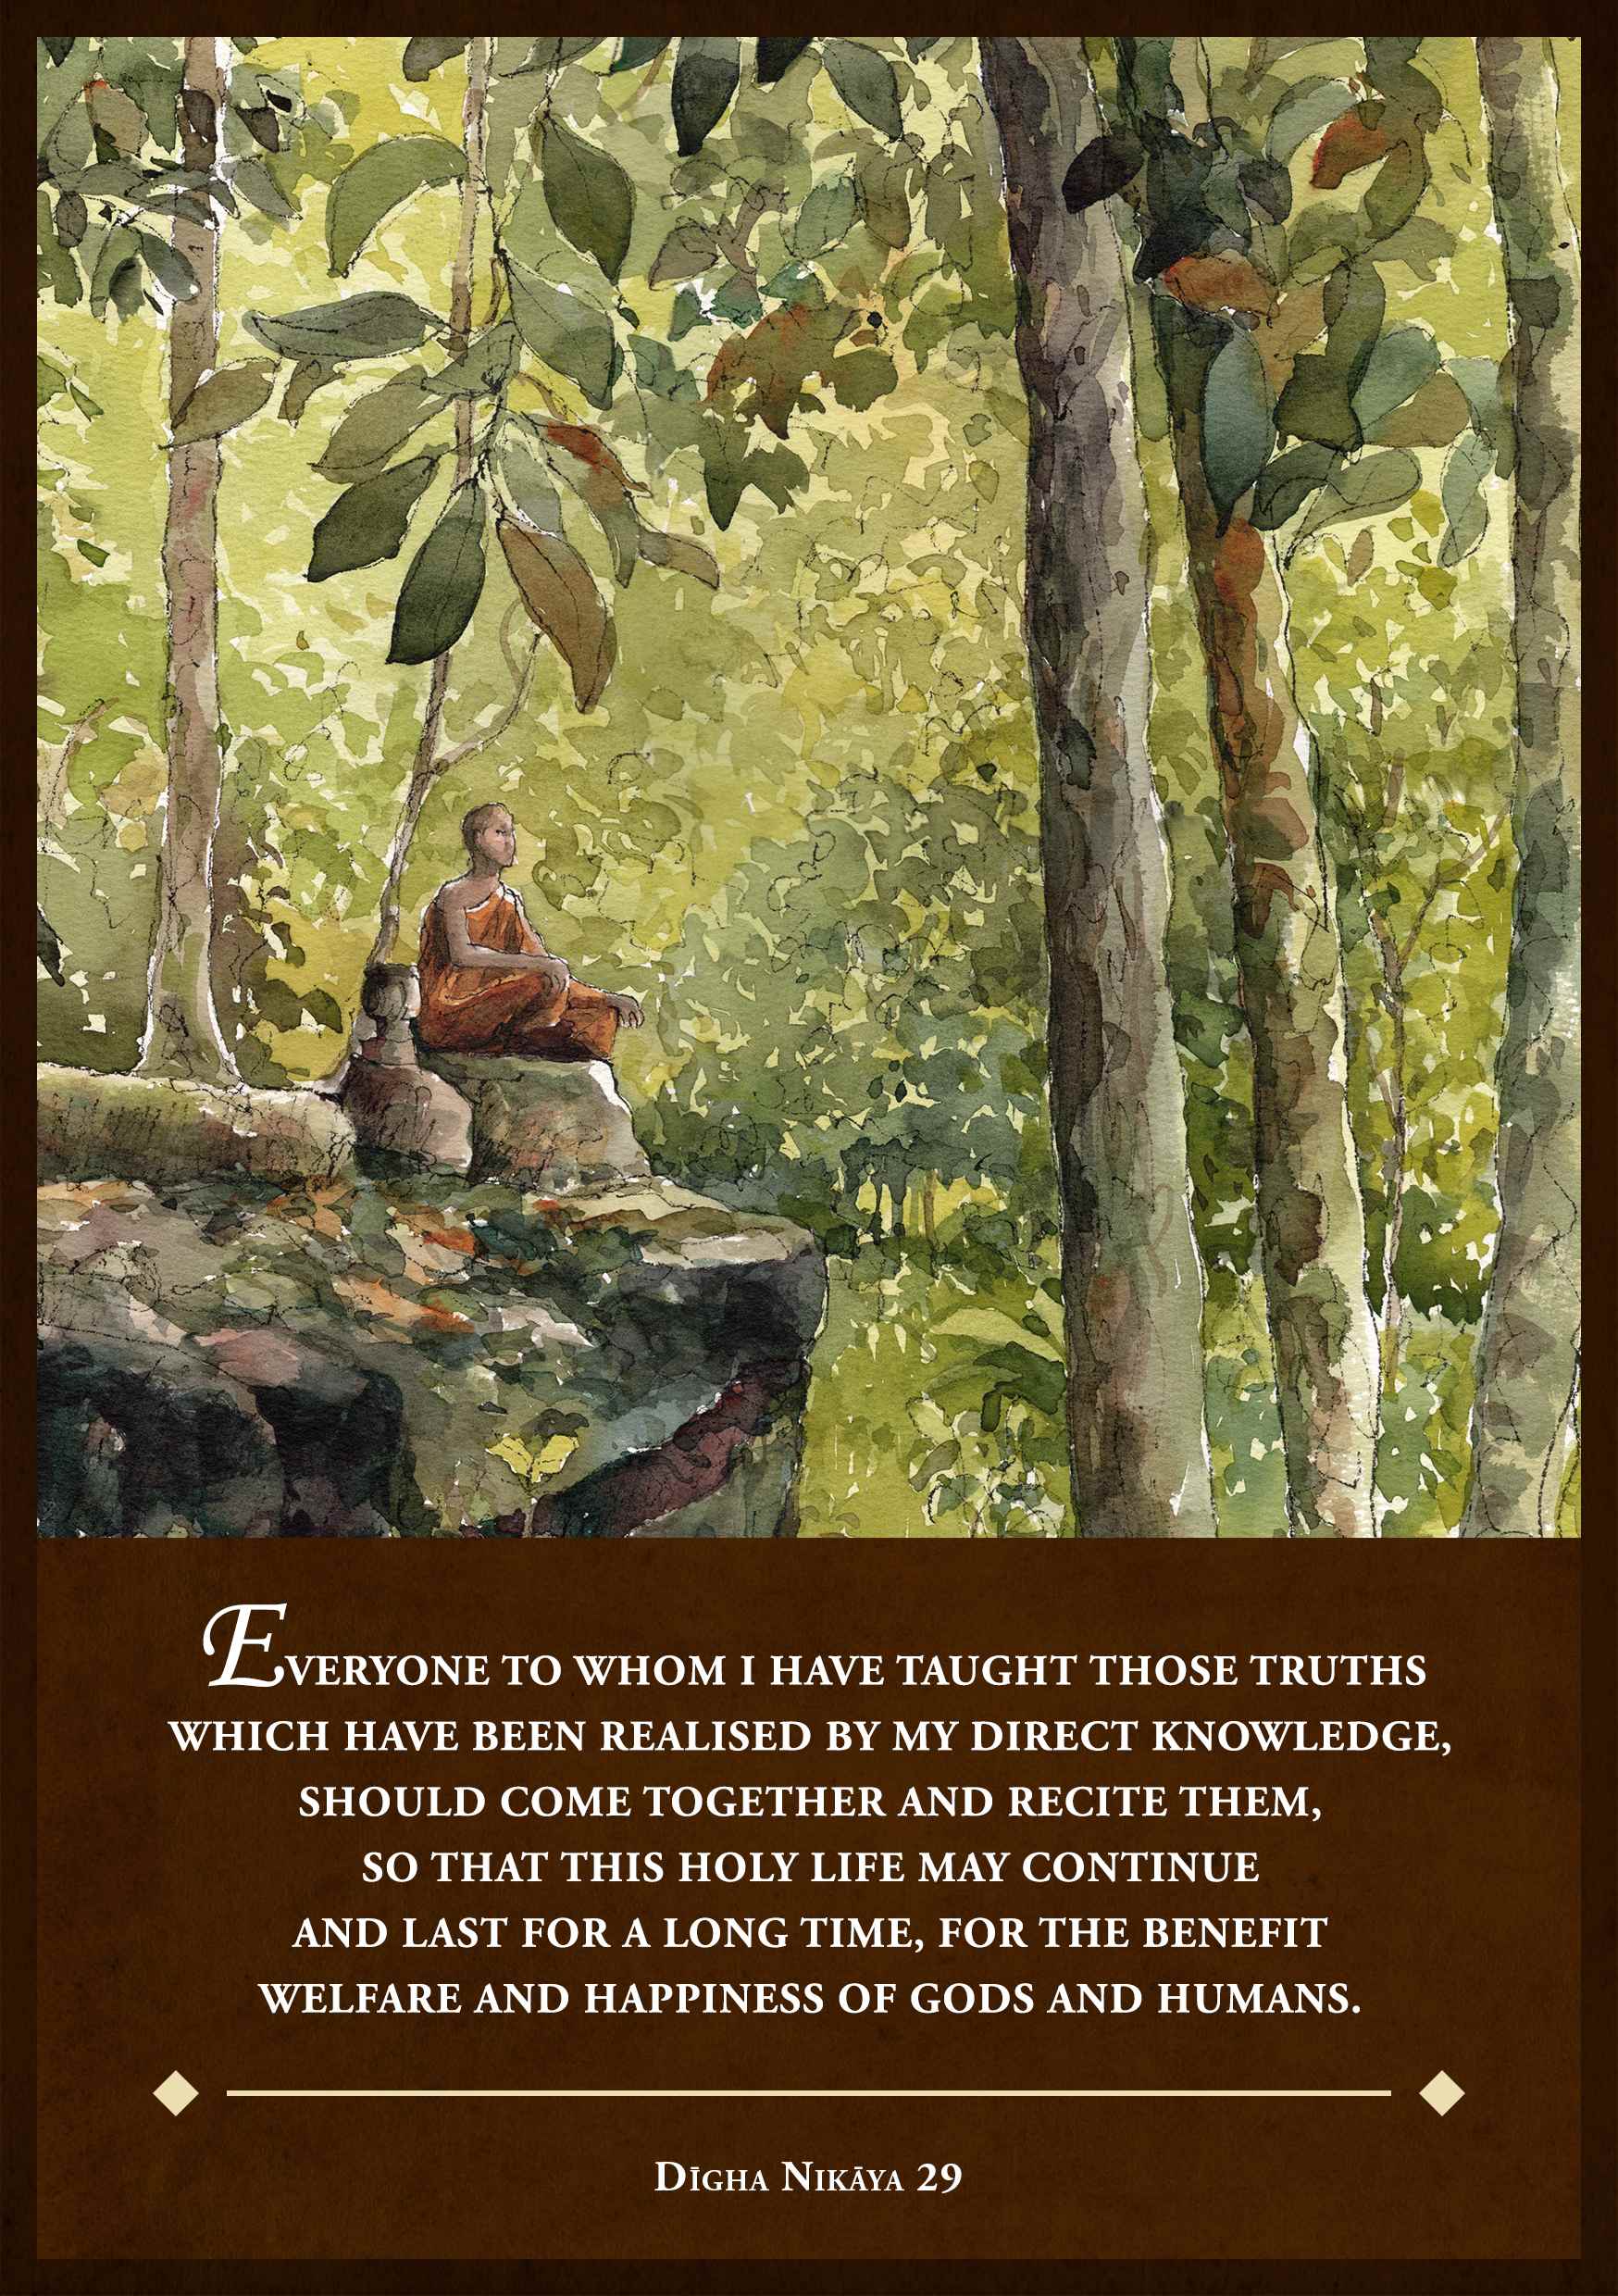 EVERYONE TO WHOM I HAVE TAUGHT THOSE TRUTHS
WHICH HAVE BEEN REALISED BY MY DIRECT KNOWLEDGE,
SHOULD COME TOGETHER AND RECITE THEM,
SO THAT THIS HOLY LIFE MAY CONTINUE
AND LAST FOR A LONG TIME, FOR THE BENEFIT
WELFARE AND HAPPINESS OF GODS AND HUMANS.
DĪGHA NIKĀYA 29